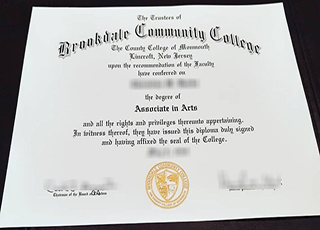 The Trustees of
Brookdale Community College
The County College of Monmouth
Lincroft, New Jersey
upon the recommendation of the Faculty
have conferred on
the degree of
Associate in Arts
and all the rights and privileges thereunto appertaining.
In witness thereof, they have issued this diploma duly signed
and having affixed the seal of the College.
Chairman of the Board